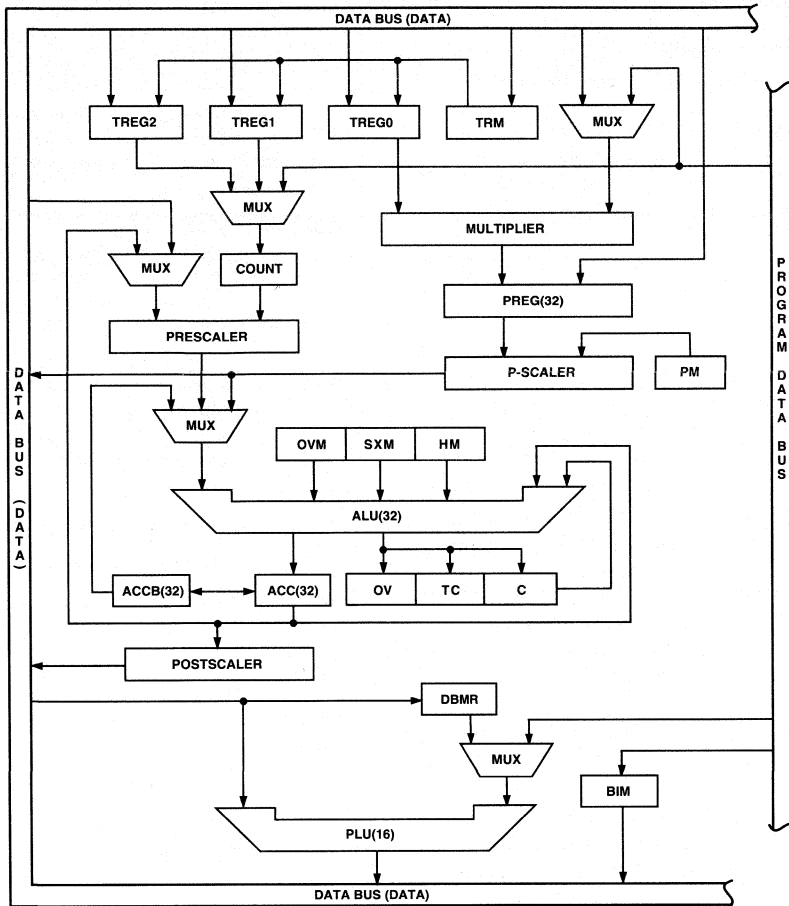 DATA BUS (DATA)
TREG2
TREG1
TREG0
TRM
MUX
MUX
MULTIPLIER
MUX
COUNT
PREG(32)
PRESCALER
P-SCALER
PM
MUX
OVM
SXM
HM
ALU(32)
ACCB(32)
ACC(32)
OV
TC
C
POSTSCALER
DBMR
MUX
BIM
PLU(16)
DATA BUS (DATA)
DATA BUS (DATA)
PROGRAM DATA BUS